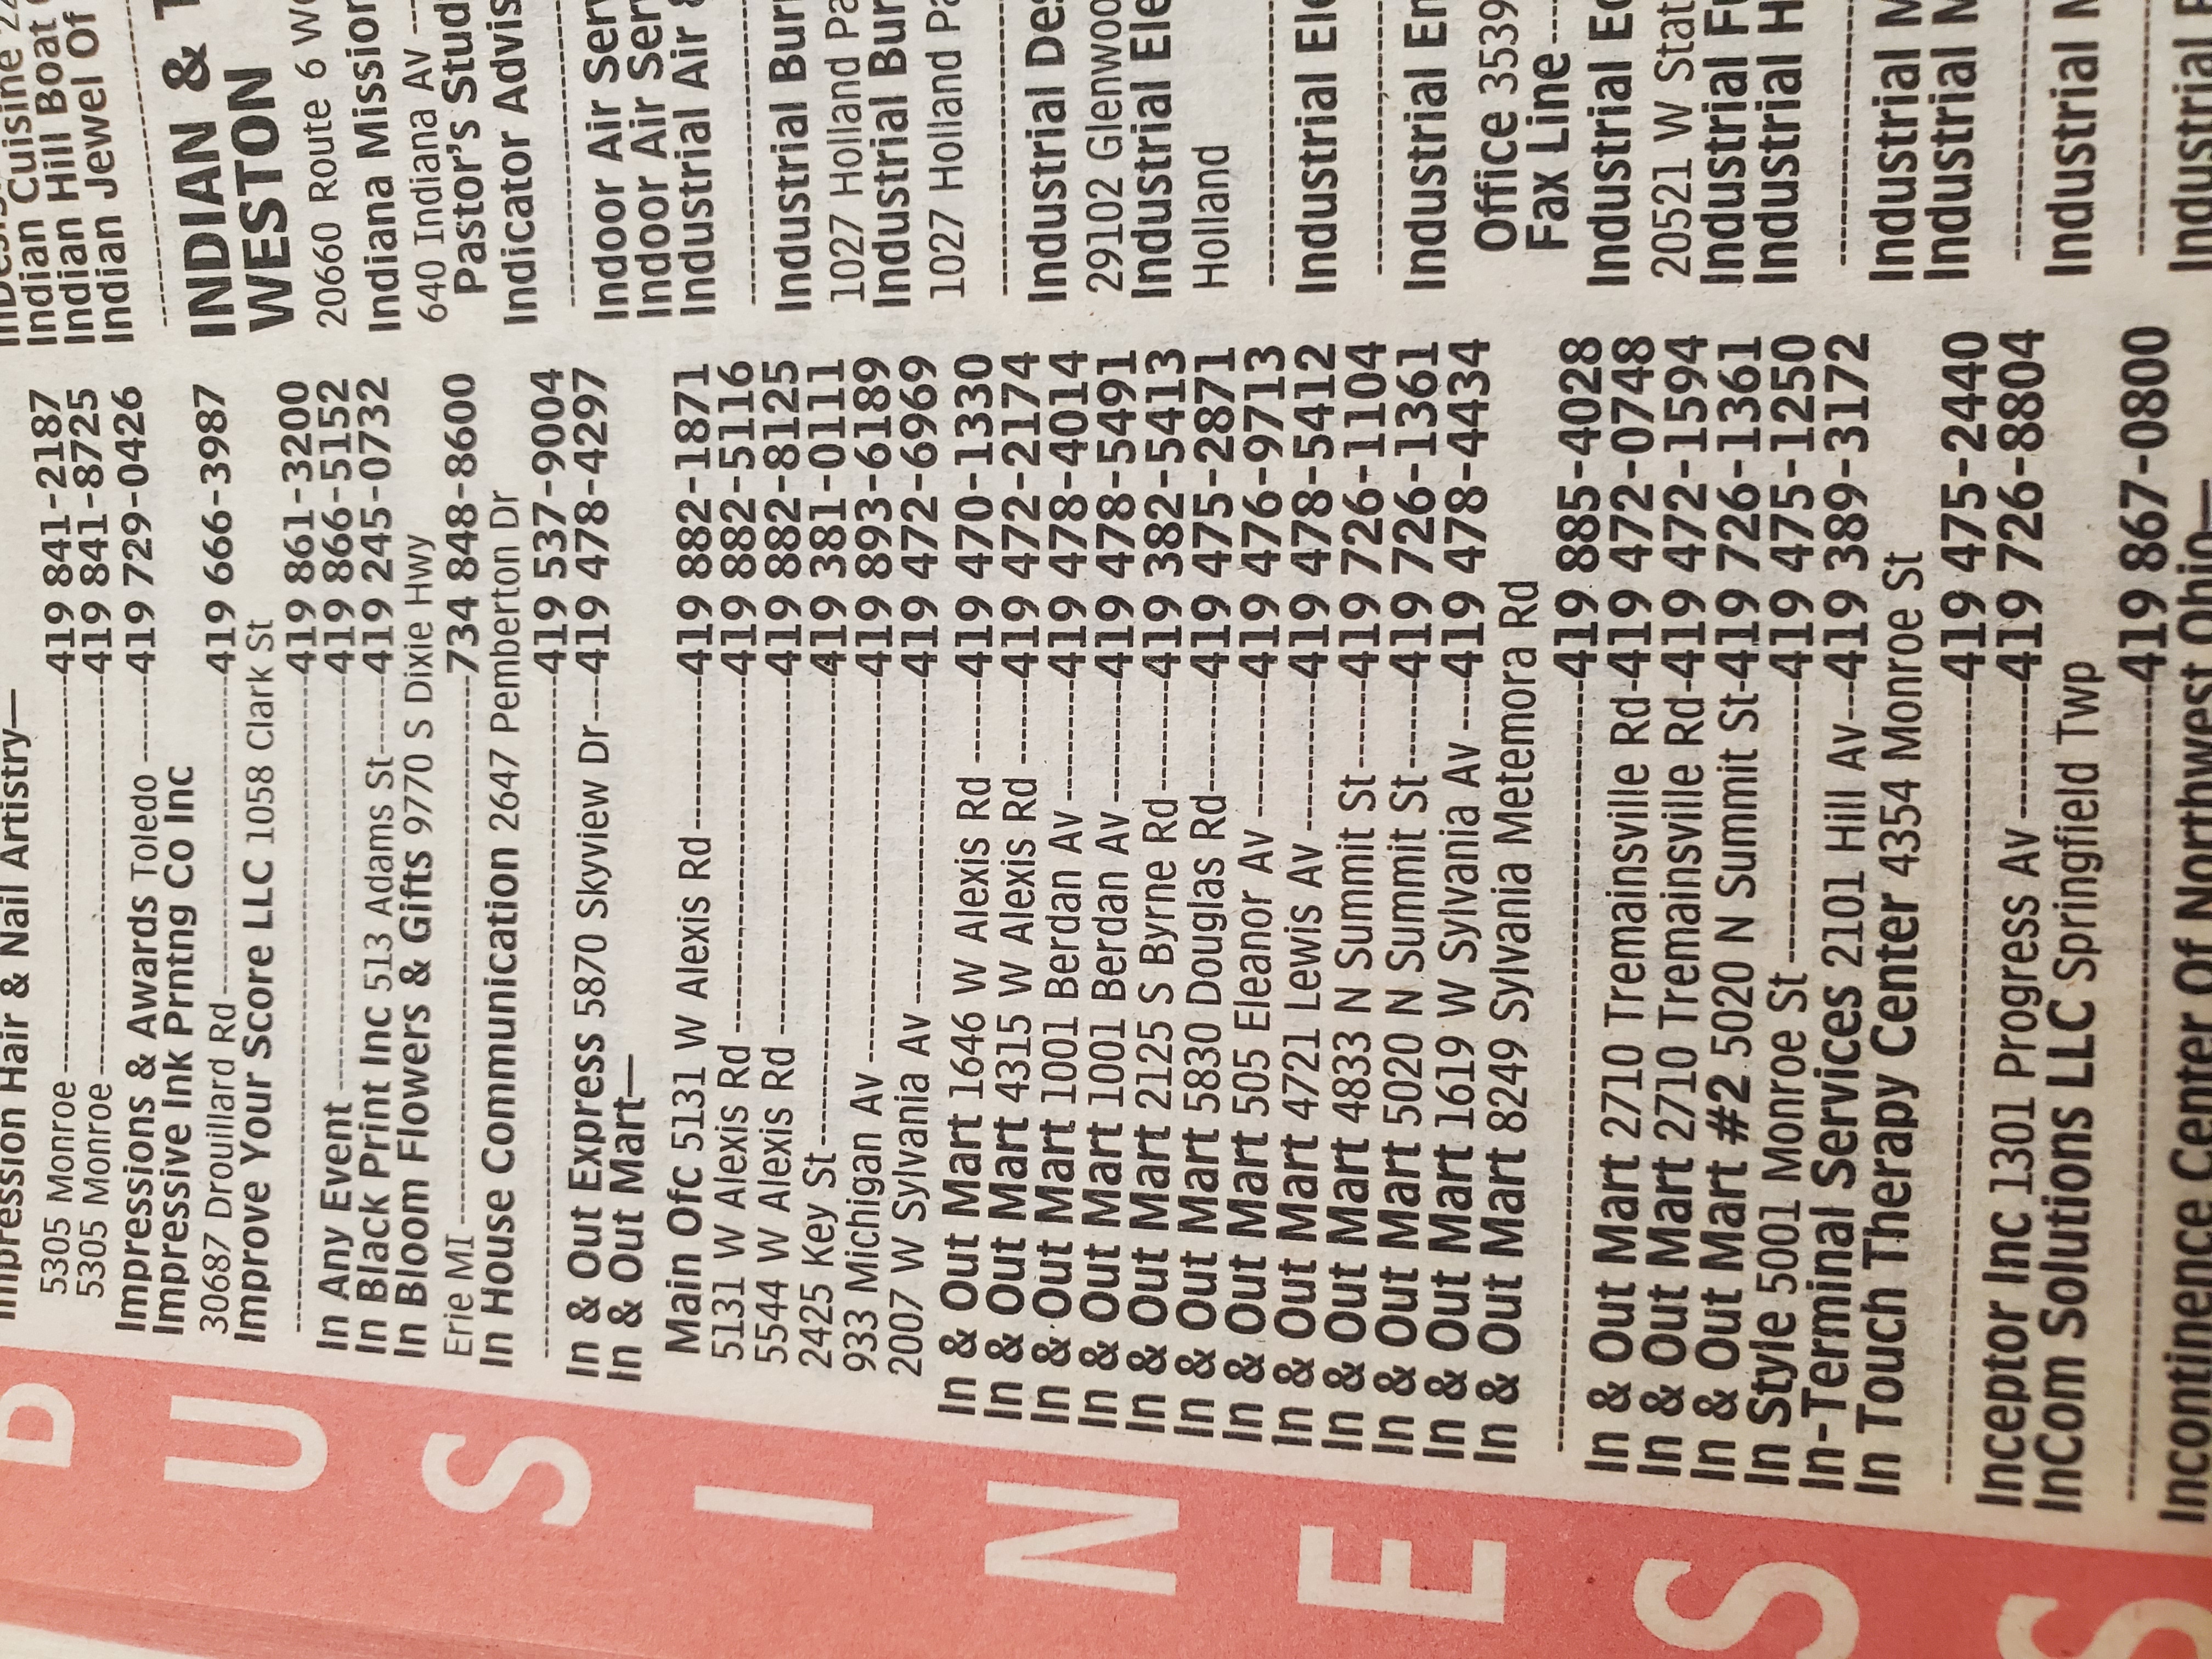 BUSINESS
Impression Hair & Nail Artistry—
5305 Monroe 419 841-2187
5305 Monroe 419 841-8725
Impressions & Awards Toledo 419 729-0426
Impressive Ink Prntng Co Inc
30687 Drouillard Rd 419 666-3987
Improve Your Score LLC 1058 Clark St
419 861-3200
In Any Event 419 866-5152
In Black Print Inc 513 Adams St 419 245-0732
In Bloom Flowers & Gifts 9770 S Dixie Hwy
Erie MI 734 848-8600
In House Communication 2647 Pemberton Dr
419 537-9004
In & Out Express 5870 Skyview Dr 419 478-4297
In & Out Mart—
Main Ofc 5131 W Alexis Rd 419 882-1871
5131 W Alexis Rd 419 882-5116
5544 W Alexis Rd 419 882-8125
2425 Key St 419 381-0111
933 Michigan Av 419 893-6189
2007 W Sylvania Av 419 472-6969
In & Out Mart 1646 W Alexis Rd 419 470-1330
In & Out Mart 4315 W Alexis Rd 419 472-2174
In & Out Mart 1001 Berdan Av 419 478-4014
In & Out Mart 1001 Berdan Av 419 478-5491
In & Out Mart 2125 S Byrne Rd 419 382-5413
In & Out Mart 5830 Douglas Rd 419 475-2871
In & Out Mart 505 Eleanor Av 419 476-9713
In & Out Mart 4721 Lewis Av 419 478-5412
In & Out Mart 4833 N Summit St 419 726-1104
In & Out Mart 5020 N Summit St 419 726-1361
In & Out Mart 1619 W Sylvania Av 419 478-4434
In & Out Mart 8249 Sylvania Metemora Rd
419 885-4028
In & Out Mart 2710 Tremainsville Rd 419 472-0748
In & Out Mart 2710 Tremainsville Rd 419 472-1594
In & Out Mart #2 5020 N Summit St 419 726-1361
In Style 5001 Monroe St 419 475-1250
In-Terminal Services 2101 Hill Av 419 389-3172
In Touch Therapy Center 4354 Monroe St
419 475-2440
Inceptor Inc 1301 Progress Av 419 726-8804
InCom Solutions LLC Springfield Twp
419 867-0800
Incontinence Center Of Northwest Ohio—
Indian Cuisine
Indian Hill Boat
Indian Jewel Of
INDIAN &
WESTON
20660 Route 6
Indiana Mission
640 Indiana Av
Pastor's Stud
Indicator Advis
Indoor Air Serv
Indoor Air Serv
Industrial Air &
Industrial Bur
1027 Holland Pa
Industrial Bur
1027 Holland Pa
Industrial Des
29102 Glenwoo
Industrial Ele
Holland
Industrial Ele
Industrial En
Office 3539
Fax Line
Industrial Eq
20521 W Stat
Industrial F
Industrial H
Industrial M
Industrial M
Industrial M
Industrial